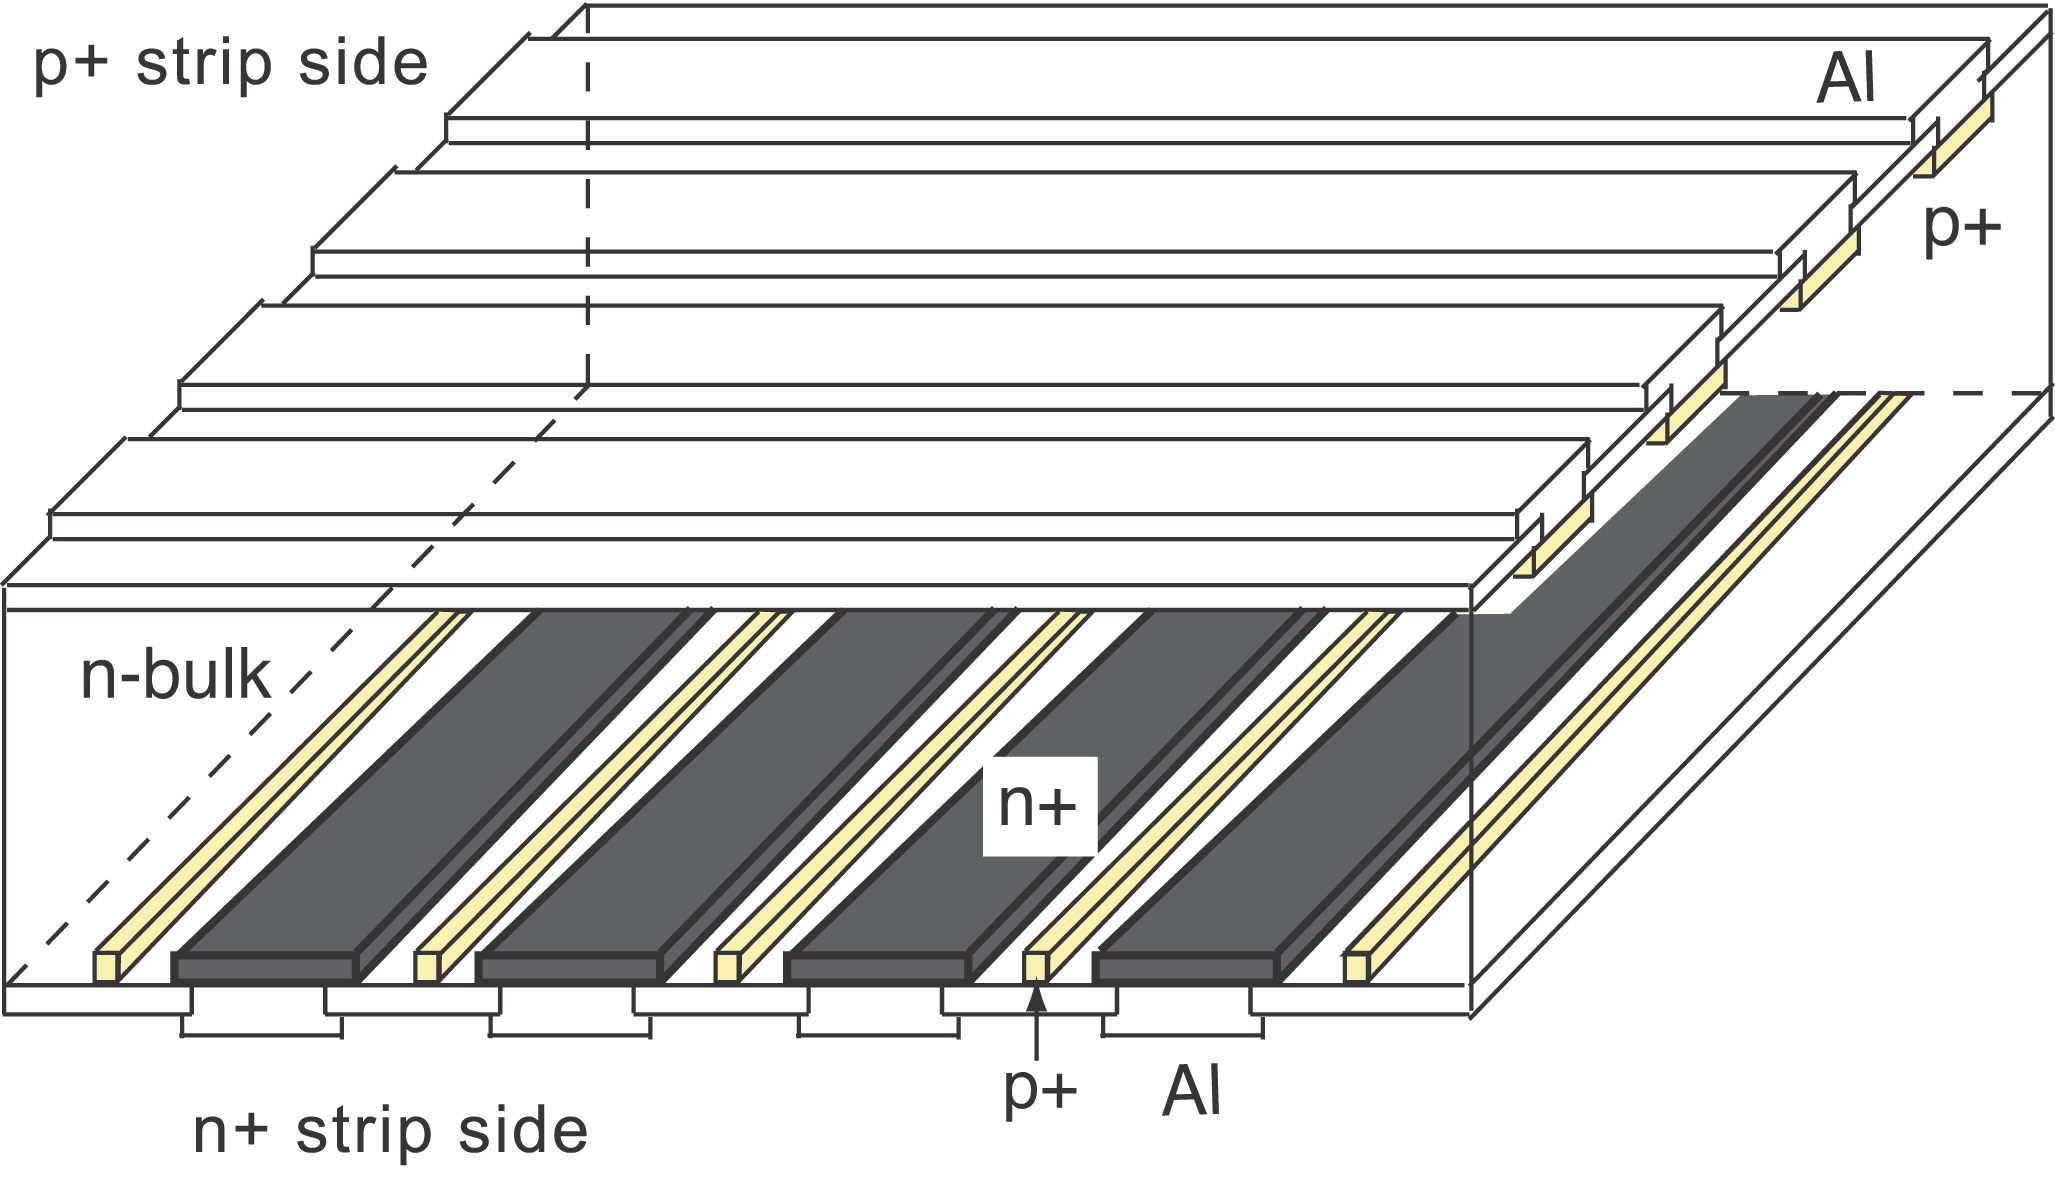 p+ strip side
Al
p+
n-bulk
n+
p+
Al
n+ strip side